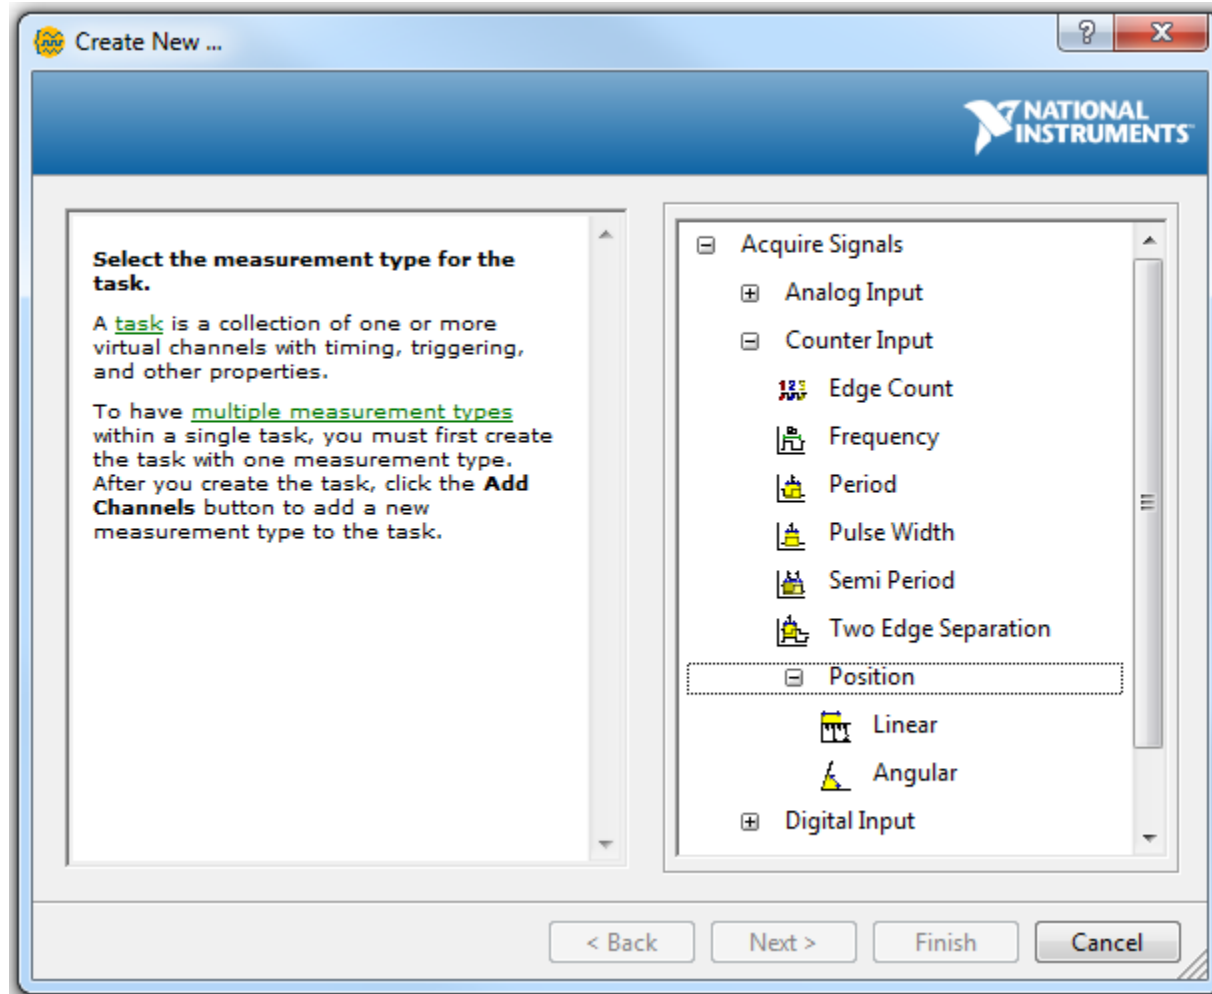 Create New ...
NATIONAL
INSTRUMENTS
Select the measurement type for the
task.
A task is a collection of one or more
virtual channels with timing, triggering,
and other properties.
To have multiple measurement types
within a single task, you must first create
the task with one measurement type.
After you create the task, click the Add
Channels button to add a new
measurement type to the task.
Acquire Signals
Analog Input
Counter Input
Edge Count
Frequency
Period
Pulse Width
Semi Period
Two Edge Separation
Position
Linear
Angular
Digital Input
< Back
Next >
Finish
Cancel